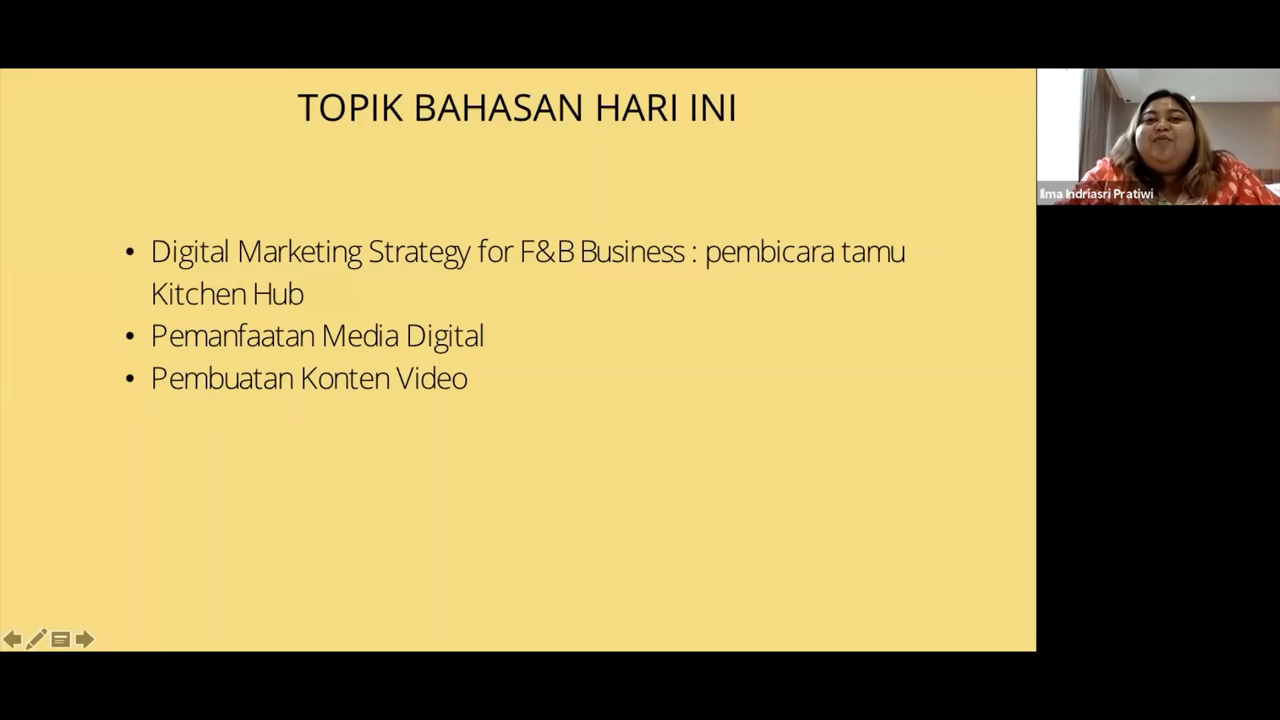 TOPIK BAHASAN HARI INI
• Digital Marketing Strategy for F&B Business : pembicara tamu
Kitchen Hub
• Pemanfaatan Media Digital
• Pembuatan Konten Video
Ilma Indriasri Pratiwi